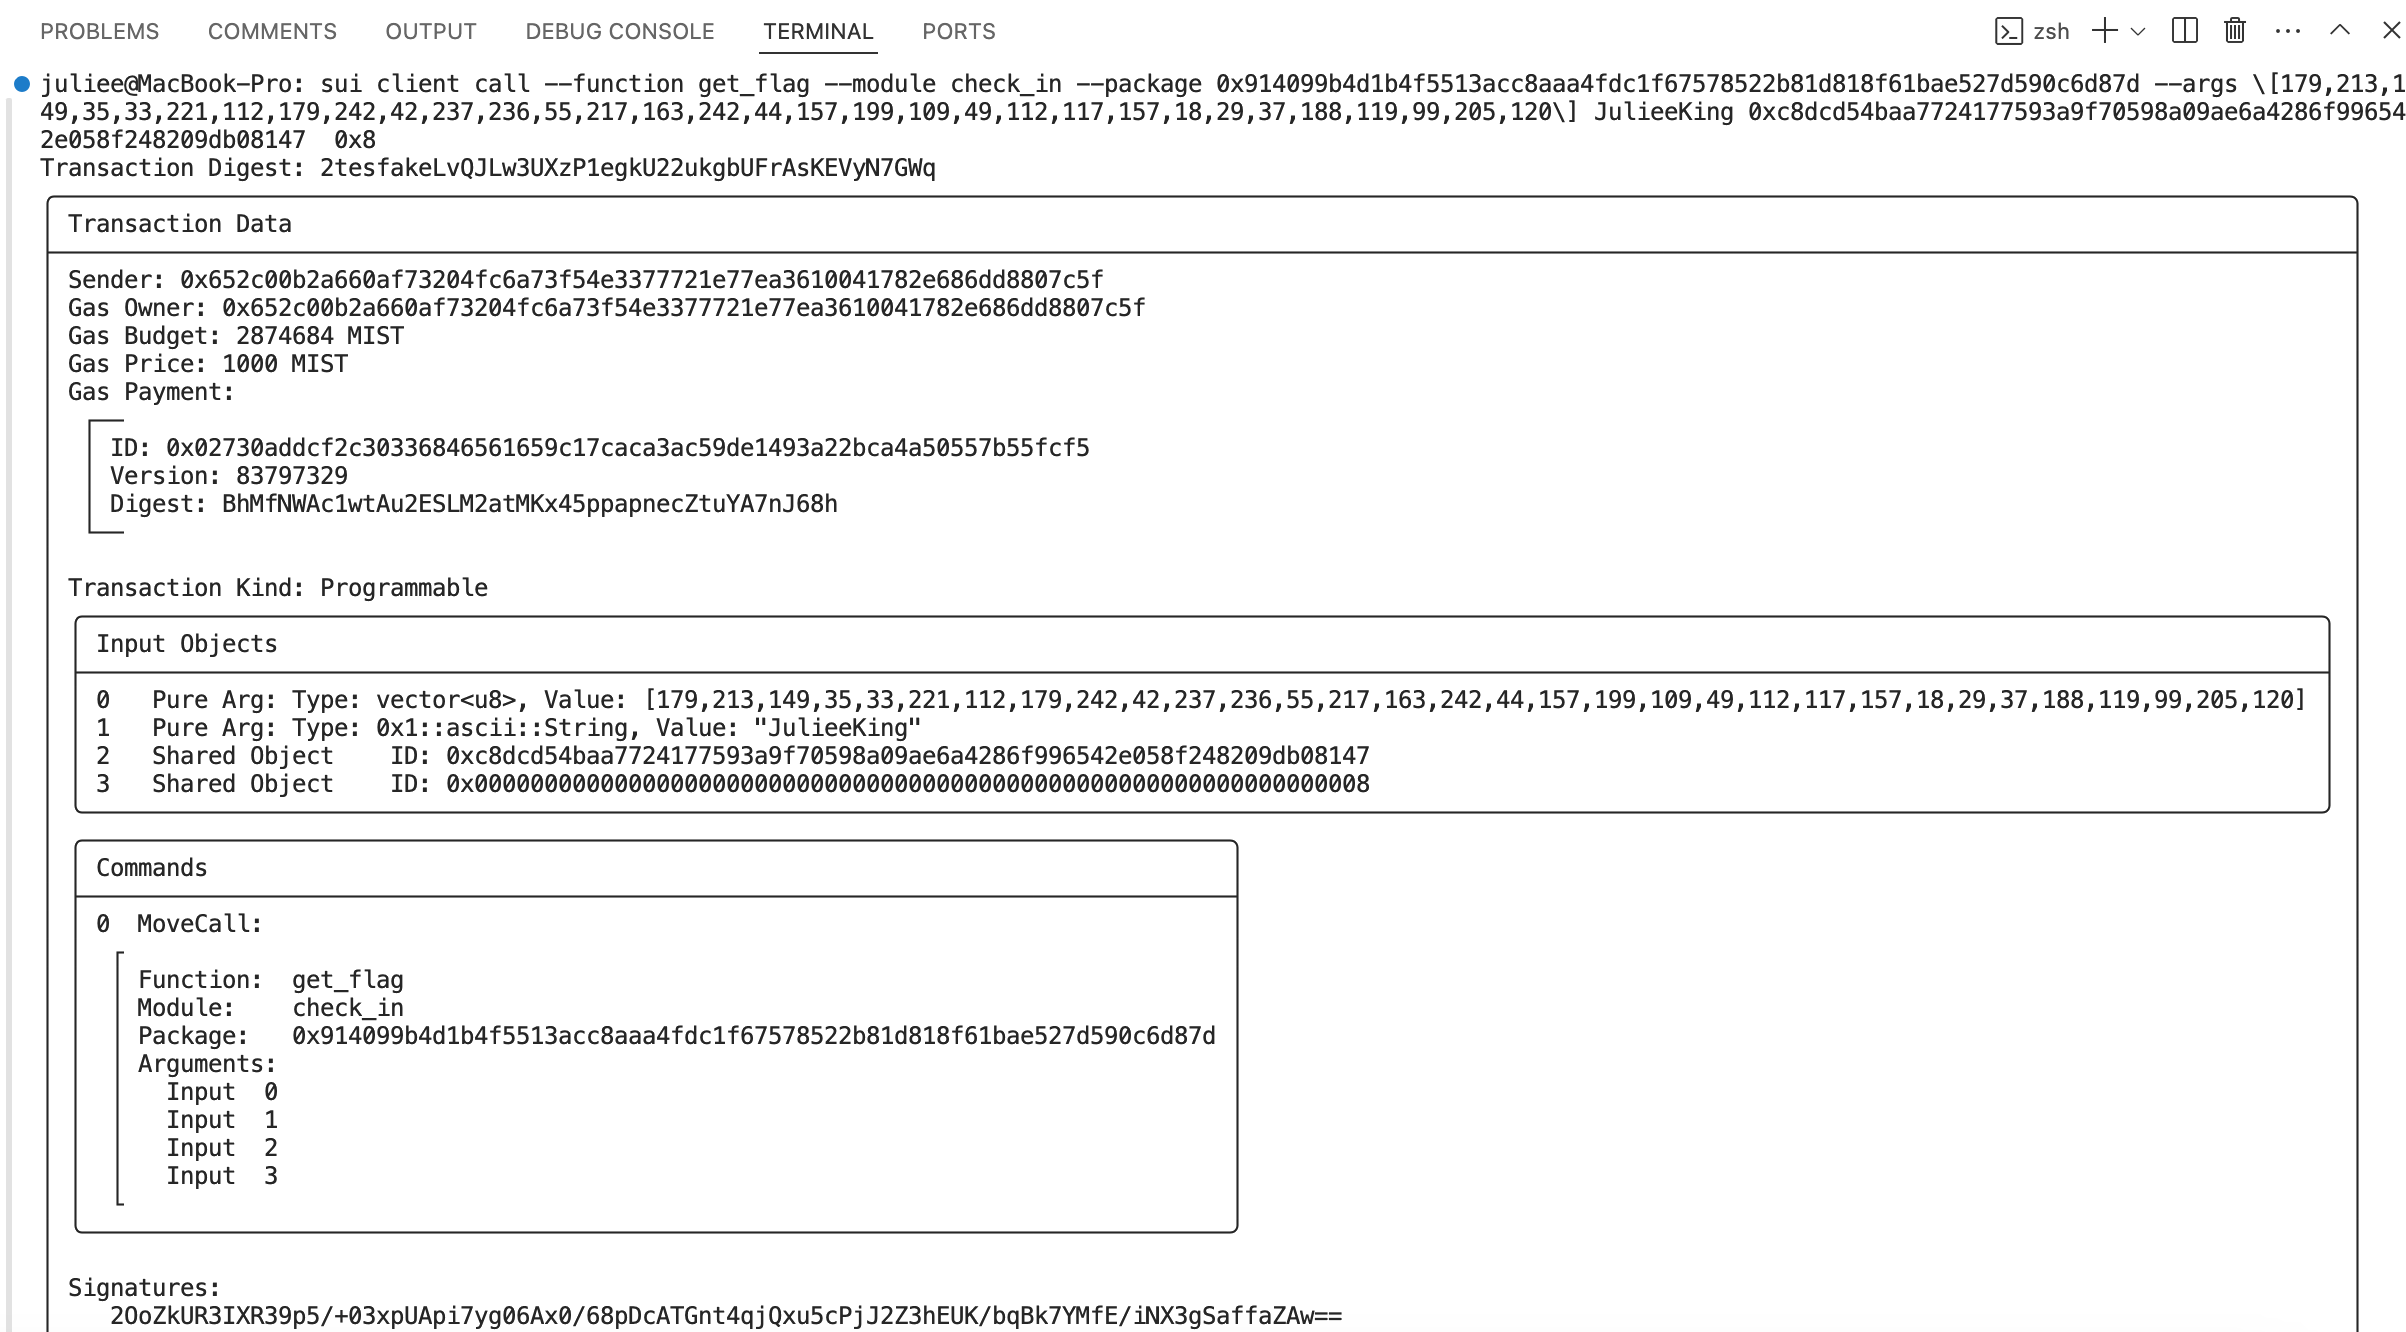 PROBLEMS COMMENTS OUTPUT DEBUG CONSOLE TERMINAL PORTS zsh
juliee@MacBook-Pro: sui client call --function get_flag --module check_in --package 0x914099b4d1b4f5513acc8aaa4fdc1f67578522b81d818f61bae527d590c6d87d --args \[179,213,1
49,35,33,221,112,179,242,42,237,236,55,217,163,242,44,157,199,109,49,112,117,157,18,29,37,188,119,99,205,120\] JulieeKing 0xc8dcd54baa7724177593a9f70598a09ae6a4286f99654
2e058f248209db08147  0x8
Transaction Digest: 2tesfakeLvQJLw3UXzP1egkU22ukgbUFrAsKEVyN7GWq
Transaction Data
Sender: 0x652c00b2a660af73204fc6a73f54e3377721e77ea3610041782e686dd8807c5f
Gas Owner: 0x652c00b2a660af73204fc6a73f54e3377721e77ea3610041782e686dd8807c5f
Gas Budget: 2874684 MIST
Gas Price: 1000 MIST
Gas Payment:
ID: 0x02730addcf2c30336846561659c17caca3ac59de1493a22bca4a50557b55fcf5
Version: 83797329
Digest: BhMfNWAc1wtAu2ESLM2atMKx45ppapnecZtuYA7nJ68h
Transaction Kind: Programmable
Input Objects
0   Pure Arg: Type: vector<u8>, Value: [179,213,149,35,33,221,112,179,242,42,237,236,55,217,163,242,44,157,199,109,49,112,117,157,18,29,37,188,119,99,205,120]
1   Pure Arg: Type: 0x1::ascii::String, Value: "JulieeKing"
2   Shared Object    ID: 0xc8dcd54baa7724177593a9f70598a09ae6a4286f996542e058f248209db08147
3   Shared Object    ID: 0x0000000000000000000000000000000000000000000000000000000000000008
Commands
0  MoveCall:
Function:  get_flag
Module:    check_in
Package:   0x914099b4d1b4f5513acc8aaa4fdc1f67578522b81d818f61bae527d590c6d87d
Arguments:
Input  0
Input  1
Input  2
Input  3
Signatures:
2OoZkUR3IXR39p5/+03xpUApi7yg06Ax0/68pDcATGnt4qjQxu5cPjJ2Z3hEUK/bqBk7YMfE/iNX3gSaffaZAw==